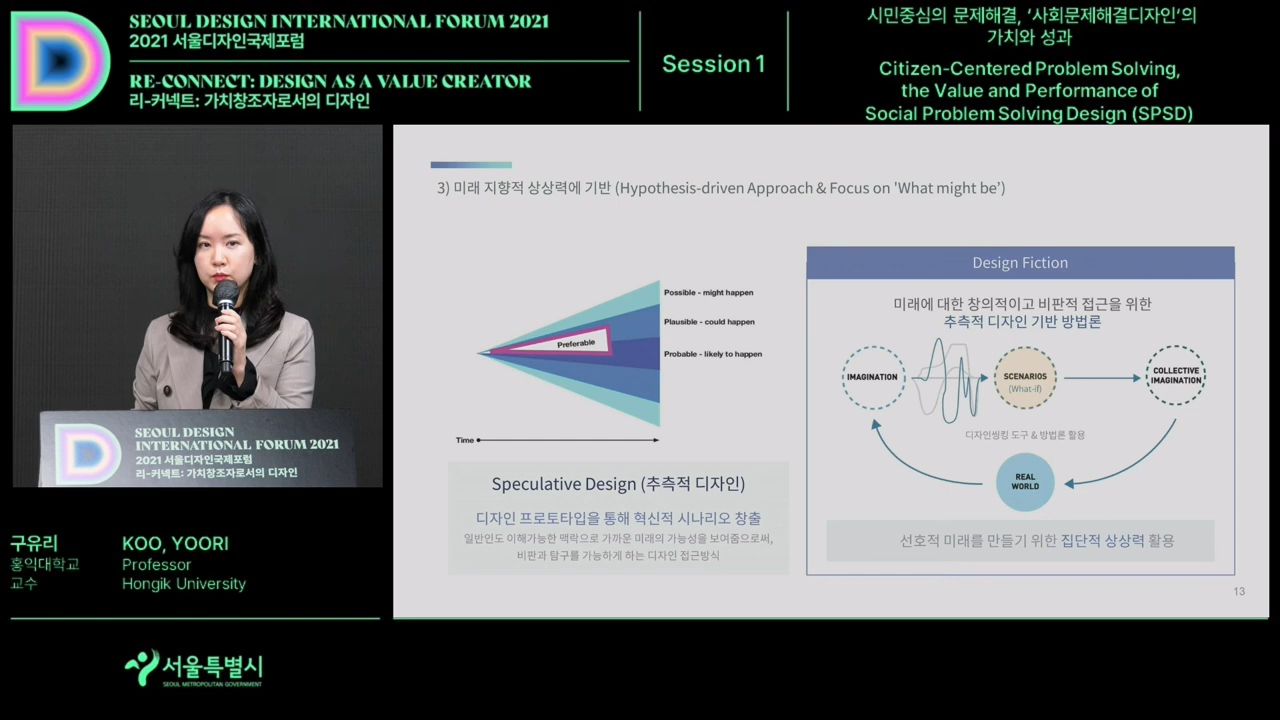 SEOUL DESIGN INTERNATIONAL FORUM 2021
2021 서울디자인국제포럼
RE-CONNECT: DESIGN AS A VALUE CREATOR
리-커넥트: 가치창조자로서의 디자인
Session 1
시민중심의 문제해결, '사회문제해결디자인'의
가치와 성과
Citizen-Centered Problem Solving,
the Value and Performance of
Social Problem Solving Design (SPSD)
3) 미래 지향적 상상력에 기반 (Hypothesis-driven Approach & Focus on 'What might be')
Possible - might happen
Plausible - could happen
Preferable
Probable - likely to happen
Time
Speculative Design (추측적 디자인)
디자인 프로토타입을 통해 혁신적 시나리오 창출
일반인도 이해가능한 맥락으로 가까운 미래의 가능성을 보여줌으로써,
비판과 탐구를 가능하게 하는 디자인 접근방식
Design Fiction
미래에 대한 창의적이고 비판적 접근을 위한
추측적 디자인 기반 방법론
IMAGINATION
SCENARIOS
(What-if)
COLLECTIVE
IMAGINATION
디자인씽킹 도구 & 방법론 활용
REAL
WORLD
선호적 미래를 만들기 위한 집단적 상상력 활용
13
SEOUL DESIGN
INTERNATIONAL FORUM 2021
2021 서울디자인국제포럼
리-커넥트: 가치창조자로서의 디자인
구유리
홍익대학교
교수
KOO, YOORI
Professor
Hongik University
서울특별시
SEOUL METROPOLITAN GOVERNMENT